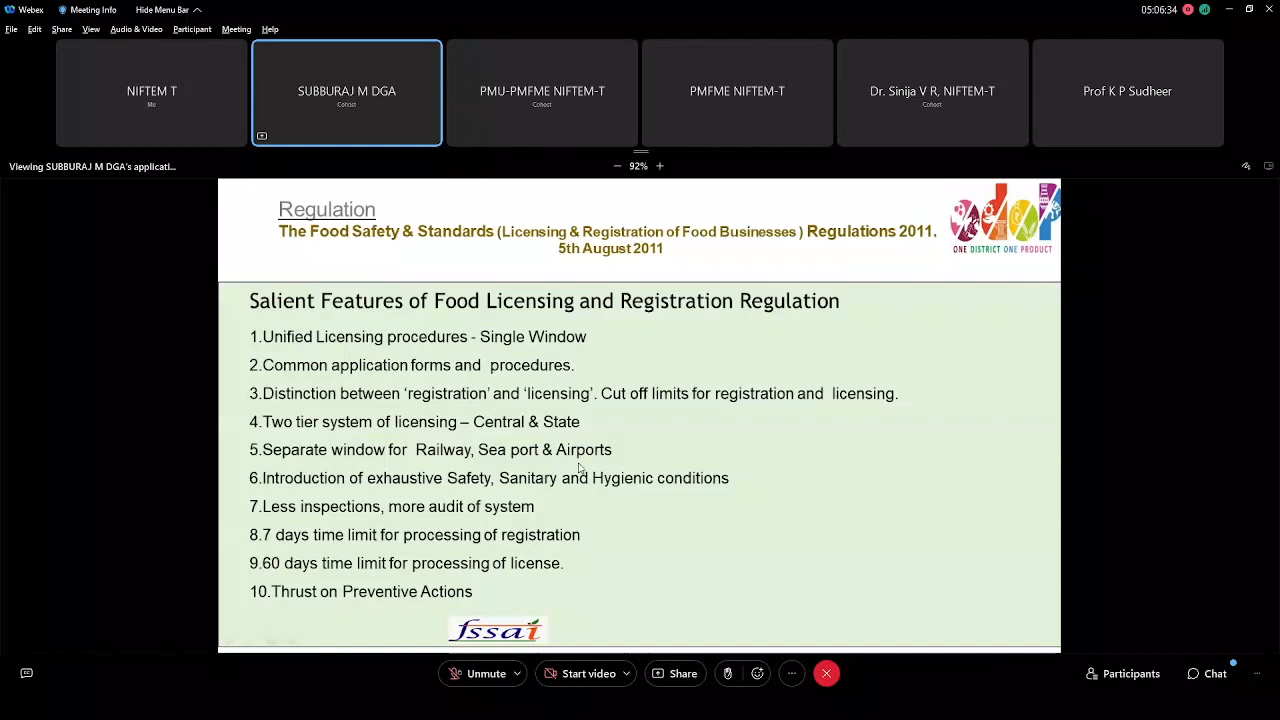 Webex
Meeting Info
Hide Menu Bar
05:06:34
File Edit Share View Audio & Video Participant Meeting Help
NIFTEM T
Me
SUBBURAJ M DGA
Cohost
PMU-PMFME NIFTEM-T
Cohost
PMFME NIFTEM-T
Dr. Sinija V R, NIFTEM-T
Cohost
Prof K P Sudheer
Viewing SUBBURAJ M DGA's applicati...
92%
Regulation
The Food Safety & Standards (Licensing & Registration of Food Businesses ) Regulations 2011.
5th August 2011
ODOP
ONE DISTRICT ONE PRODUCT
Salient Features of Food Licensing and Registration Regulation
1.Unified Licensing procedures - Single Window
2.Common application forms and procedures.
3.Distinction between ‘registration’ and ‘licensing’. Cut off limits for registration and licensing.
4.Two tier system of licensing – Central & State
5.Separate window for Railway, Sea port & Airports
6.Introduction of exhaustive Safety, Sanitary and Hygienic conditions
7.Less inspections, more audit of system
8.7 days time limit for processing of registration
9.60 days time limit for processing of license.
10.Thrust on Preventive Actions
fssai
Unmute
Start video
Share
Participants
Chat